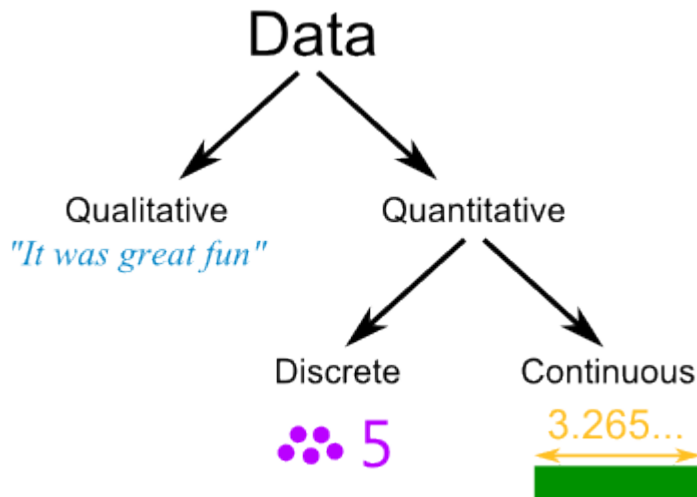 Data
Qualitative
Quantitative
"It was great fun"
Discrete
Continuous
5
3.265...